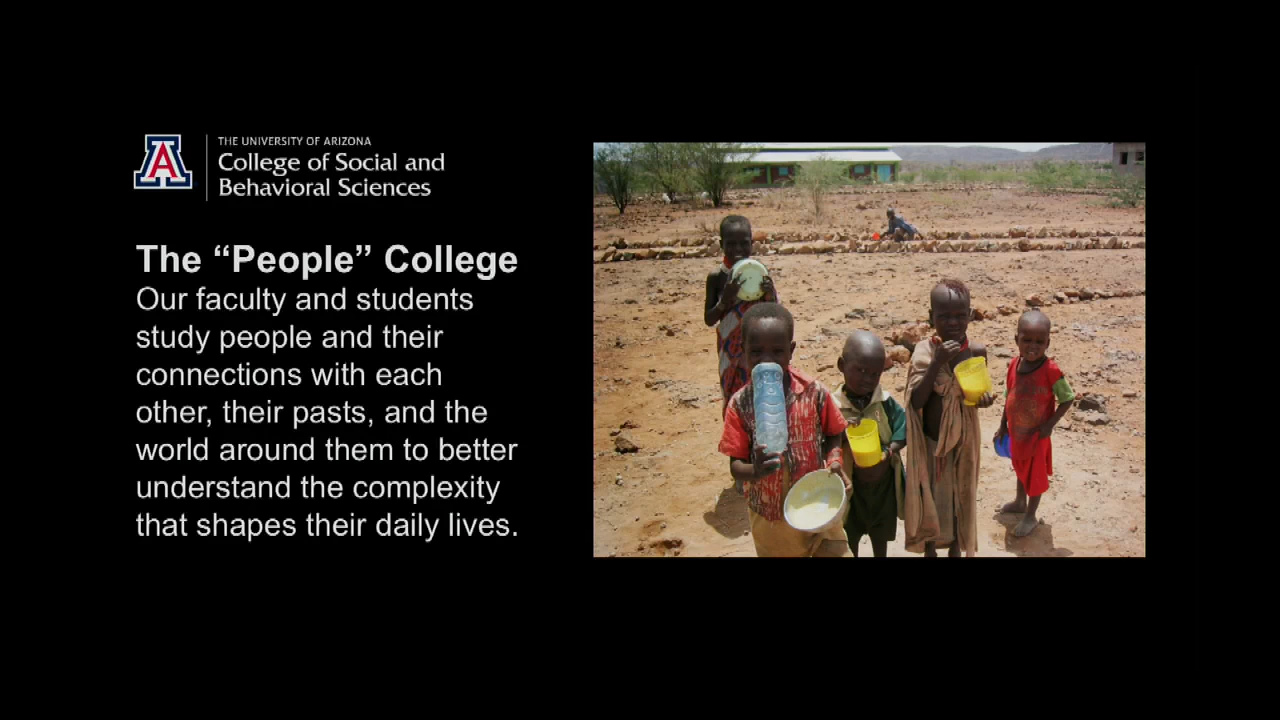 THE UNIVERSITY OF ARIZONA
College of Social and
Behavioral Sciences
The “People” College
Our faculty and students
study people and their
connections with each
other, their pasts, and the
world around them to better
understand the complexity
that shapes their daily lives.